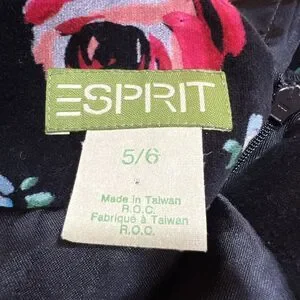 ESPRIT
5/6
Made in Taiwan
R.O.C.
Fabriqué à Taiwan
R.O.C.